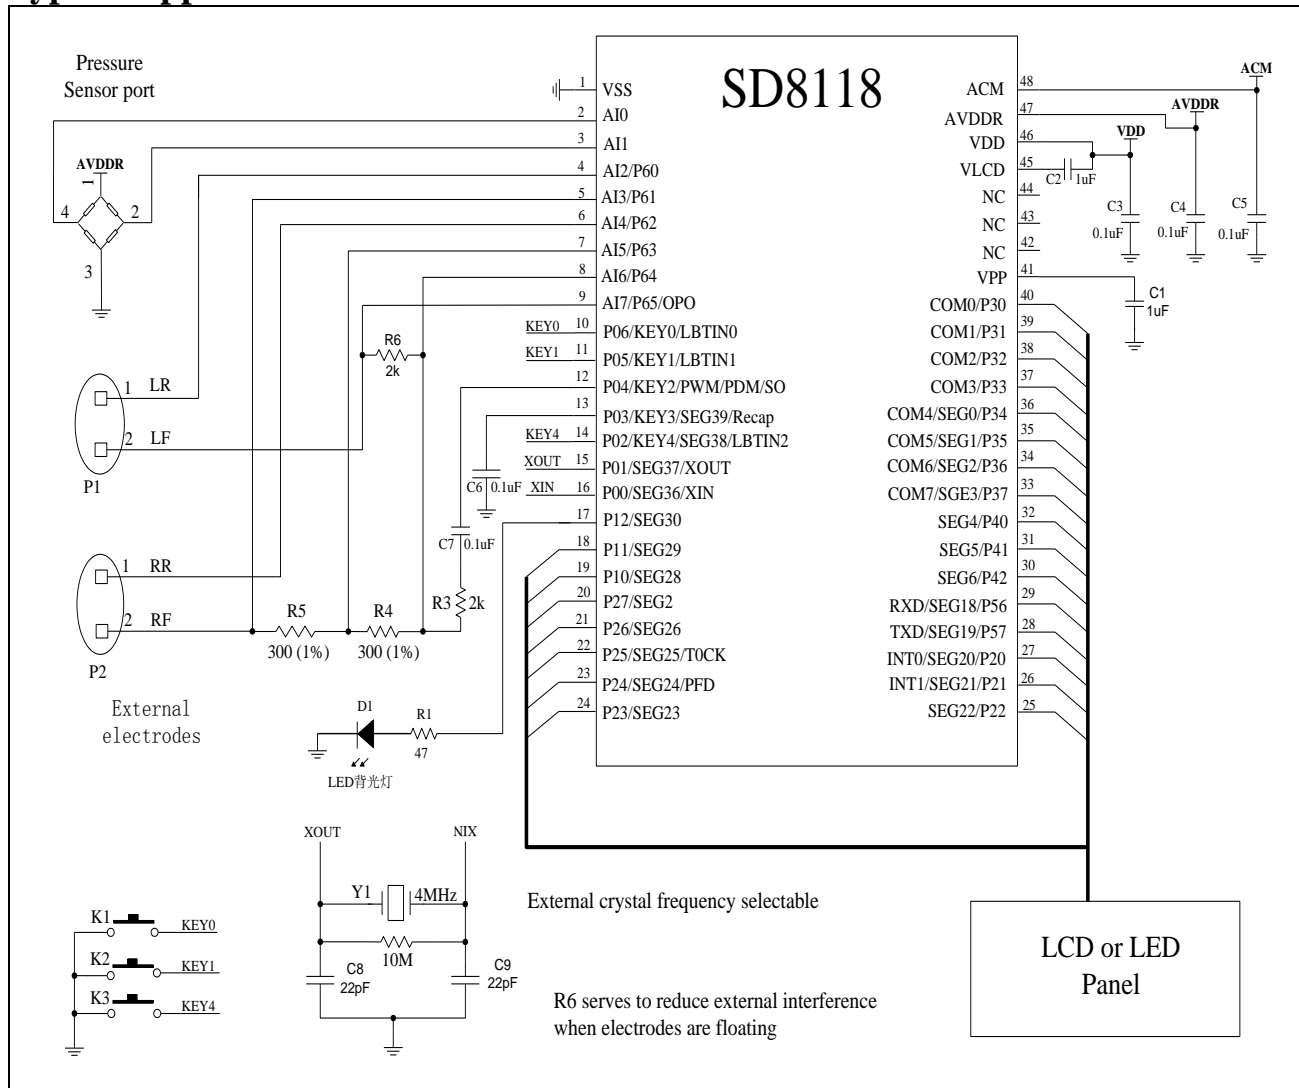 Pressure
Sensor port
SD8118
AVDDR
1
4
2
3
1 VSS
2 AI0
3 AI1
4 AI2/P60
5 AI3/P61
6 AI4/P62
7 AI5/P63
8 AI6/P64
9 AI7/P65/OPO
KEY0 10 P06/KEY0/LBTIN0
KEY1 11 P05/KEY1/LBTIN1
12 P04/KEY2/PWM/PDM/SO
13 P03/KEY3/SEG39/Recap
KEY4 14 P02/KEY4/SEG38/LBTIN2
XOUT 15 P01/SEG37/XOUT
XIN 16 P00/SEG36/XIN
17 P12/SEG30
18 P11/SEG29
19 P10/SEG28
20 P27/SEG2
21 P26/SEG26
22 P25/SEG25/T0CK
23 P24/SEG24/PFD
24 P23/SEG23
ACM 48
AVDDR 47
VDD 46
VLCD 45
NC 44
NC 43
NC 42
VPP 41
COM0/P30 40
COM1/P31 39
COM2/P32 38
COM3/P33 37
COM4/SEG0/P34 36
COM5/SEG1/P35 35
COM6/SEG2/P36 34
COM7/SGE3/P37 33
SEG4/P40 32
SEG5/P41 31
SEG6/P42 30
RXD/SEG18/P56 29
TXD/SEG19/P57 28
INT0/SEG20/P20 27
INT1/SEG21/P21 26
SEG22/P22 25
ACM
AVDDR
VDD
C2 1uF
C3
0.1uF
C4
0.1uF
C5
0.1uF
C1
1uF
R6
2k
1 LR
2 LF
P1
C6 0.1uF
C7 0.1uF
R3 2k
1 RR
2 RF
P2
R5
300 (1%)
R4
300 (1%)
External
electrodes
D1
R1
47
LED背光灯
XOUT
NIX
Y1
4MHz
10M
C8
22pF
C9
22pF
K1 KEY0
K2 KEY1
K3 KEY4
External crystal frequency selectable
R6 serves to reduce external interference
when electrodes are floating
LCD or LED
Panel